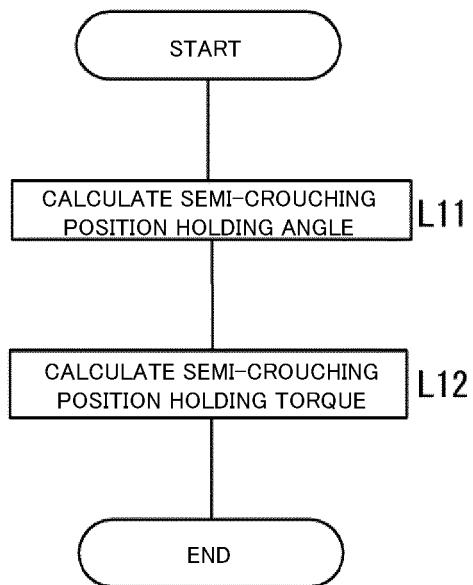 START
CALCULATE SEMI-CROUCHING
POSITION HOLDING ANGLE
L11
CALCULATE SEMI-CROUCHING
POSITION HOLDING TORQUE
L12
END